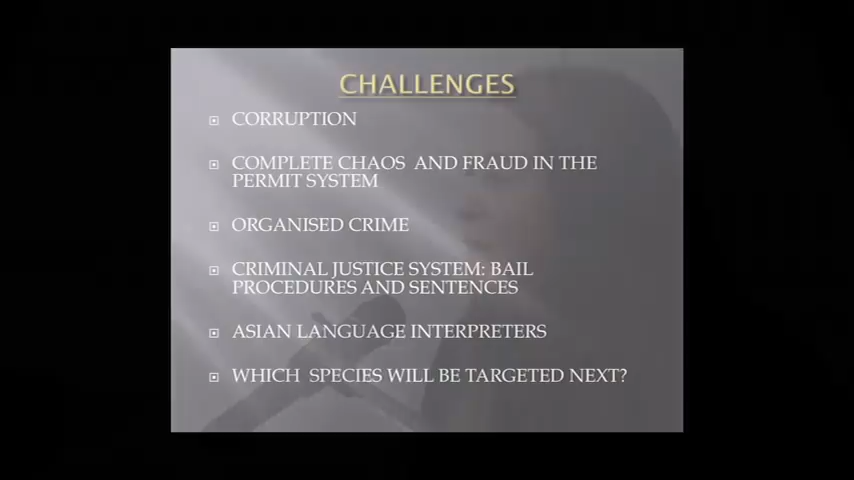 CHALLENGES
CORRUPTION
COMPLETE CHAOS AND FRAUD IN THE
PERMIT SYSTEM
ORGANISED CRIME
CRIMINAL JUSTICE SYSTEM: BAIL
PROCEDURES AND SENTENCES
ASIAN LANGUAGE INTERPRETERS
WHICH SPECIES WILL BE TARGETED NEXT?